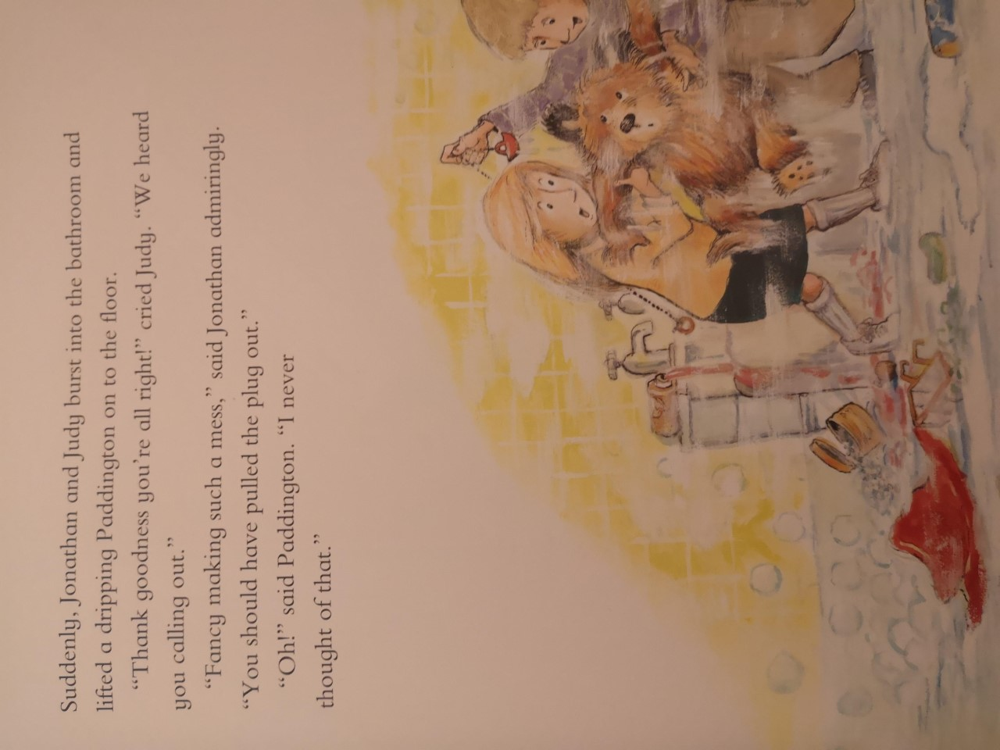 Suddenly, Jonathan and Judy burst into the bathroom and
lifted a dripping Paddington on to the floor.
“Thank goodness you’re all right!” cried Judy. “We heard
you calling out.”
“Fancy making such a mess,” said Jonathan admiringly.
“You should have pulled the plug out.”
“Oh!” said Paddington. “I never
thought of that.”